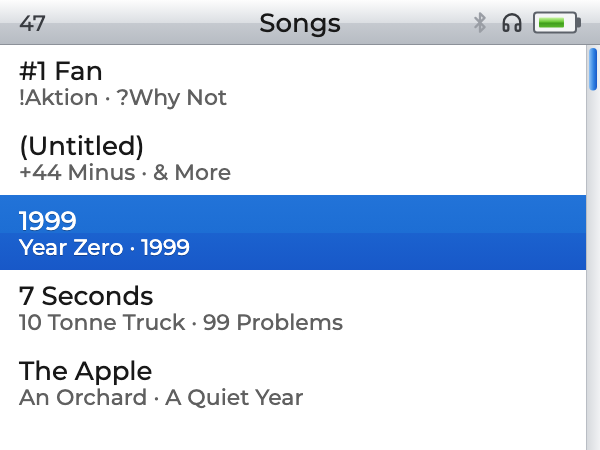 47
Songs
#1 Fan
!Aktion · ?Why Not
(Untitled)
+44 Minus · & More
1999
Year Zero · 1999
7 Seconds
10 Tonne Truck · 99 Problems
The Apple
An Orchard · A Quiet Year